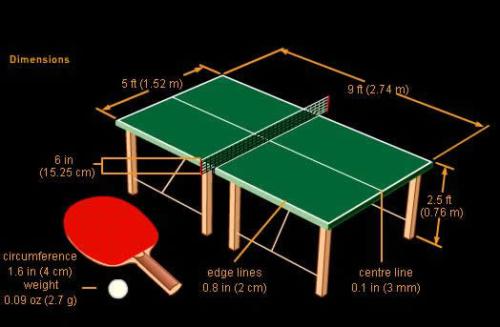 Dimensions
5 ft (1.52 m)
9 ft (2.74 m)
6 in
(15.25 cm)
2.5 ft
(0.76 m)
circumference
1.6 in (4 cm)
weight
0.09 oz (2.7 g)
edge lines
0.8 in (2 cm)
centre line
0.1 in (3 mm)